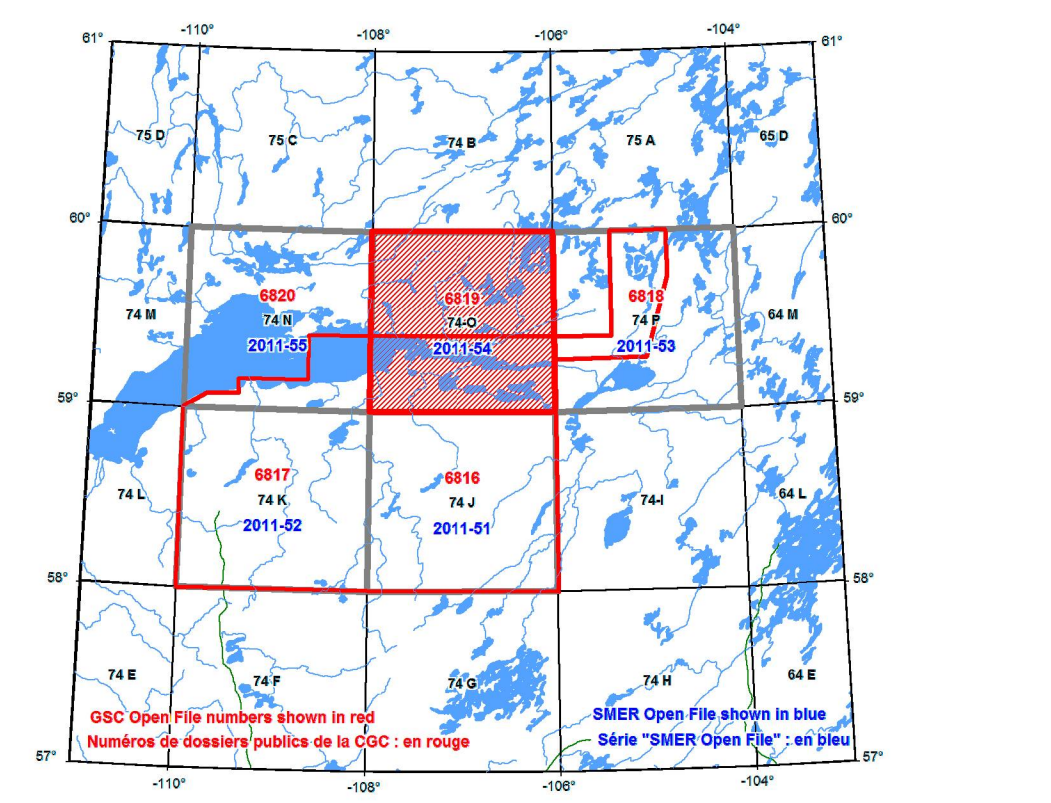 -110°
-108°
-106°
-104°
61°
61°
75 D
75 C
74 B
75 A
65 D
60°
60°
6820
6819
6818
74 M
74 N
74-O
74 P
64 M
2011-55
2011-54
2011-53
59°
59°
6817
6816
74 L
74 K
74 J
74-I
64 L
2011-52
2011-51
58°
58°
74 E
74 F
74 G
74 H
64 E
GSC Open File numbers shown in red
SMER Open File shown in blue
Numéros de dossiers publics de la CGC : en rouge
Série "SMER Open File" : en bleu
57°
57°
-110°
-108°
-106°
-104°